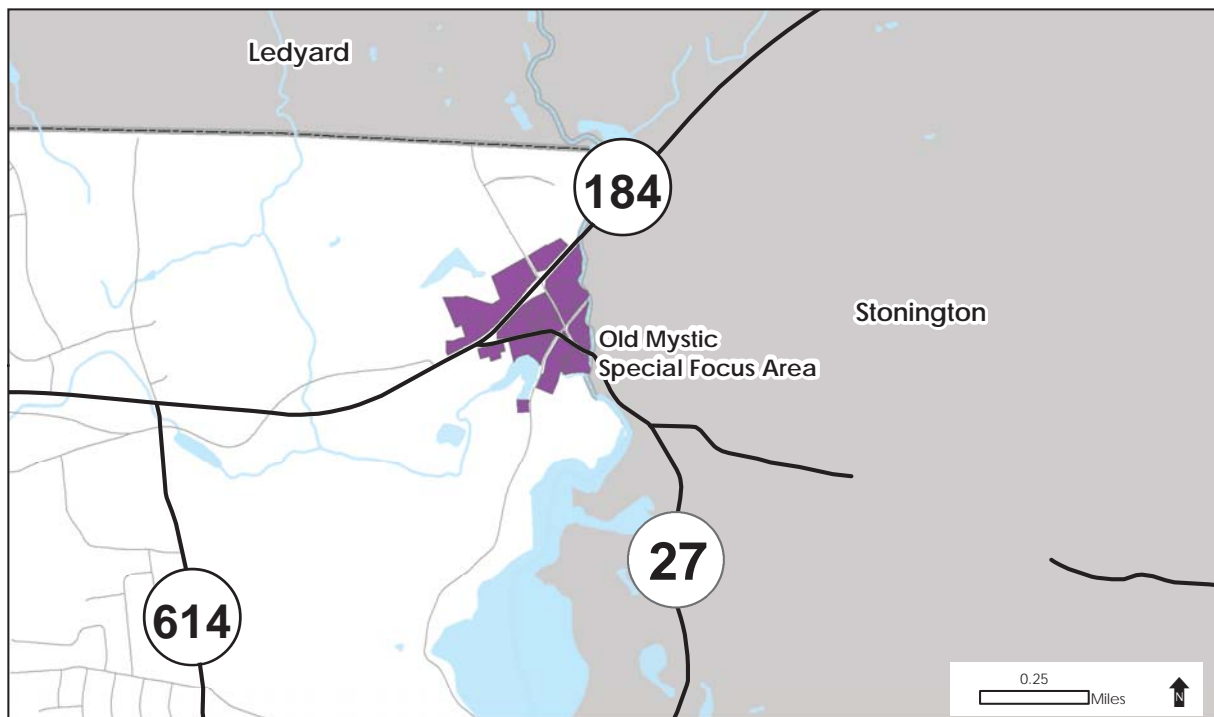 Ledyard
184
Stonington
Old Mystic
Special Focus Area
27
614
0.25
Miles
N